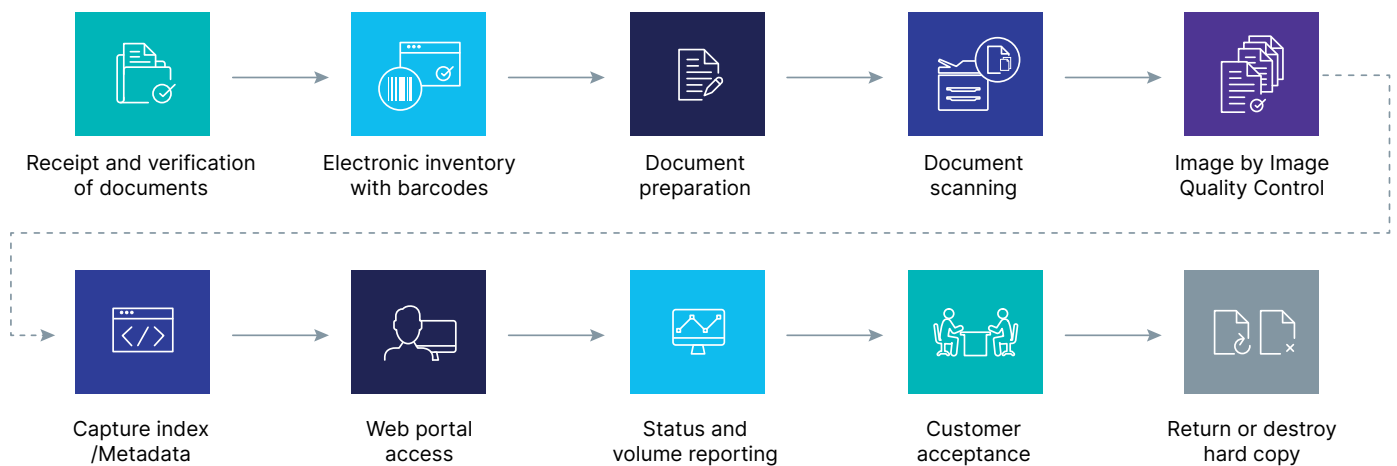 Receipt and verification
of documents
Electronic inventory
with barcodes
Document
preparation
Document
scanning
Image by Image
Quality Control
Capture index
/Metadata
Web portal
access
Status and
volume reporting
Customer
acceptance
Return or destroy
hard copy